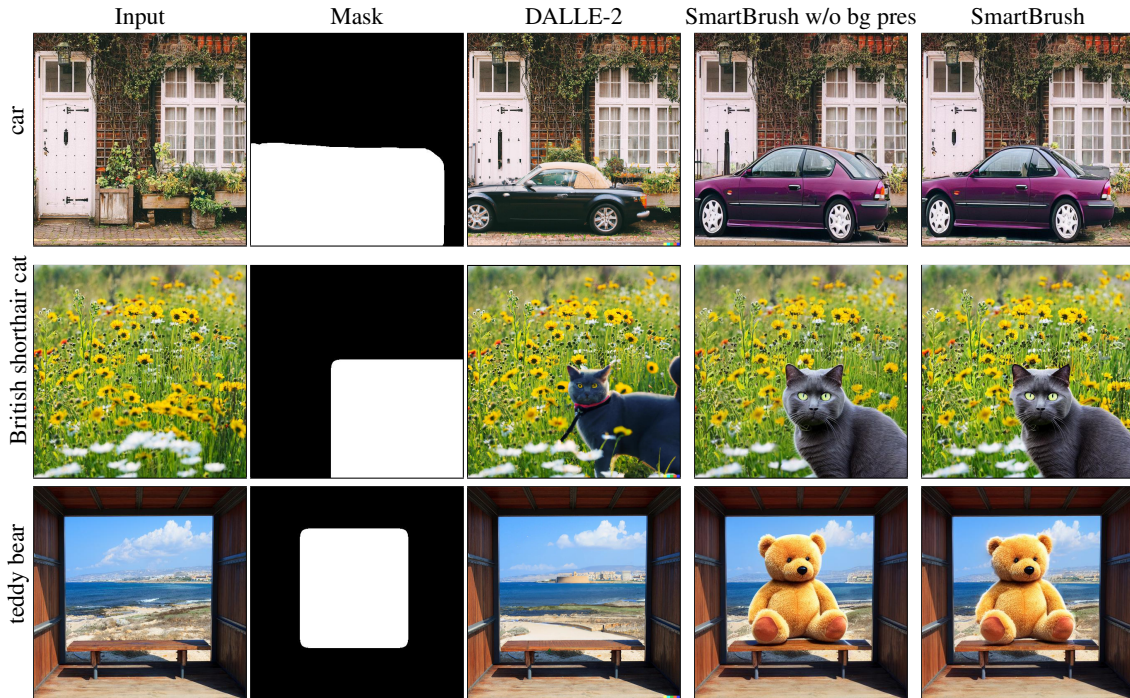 Input Mask DALLE-2 SmartBrush w/o bg pres SmartBrush
car
British shorthair cat
teddy bear